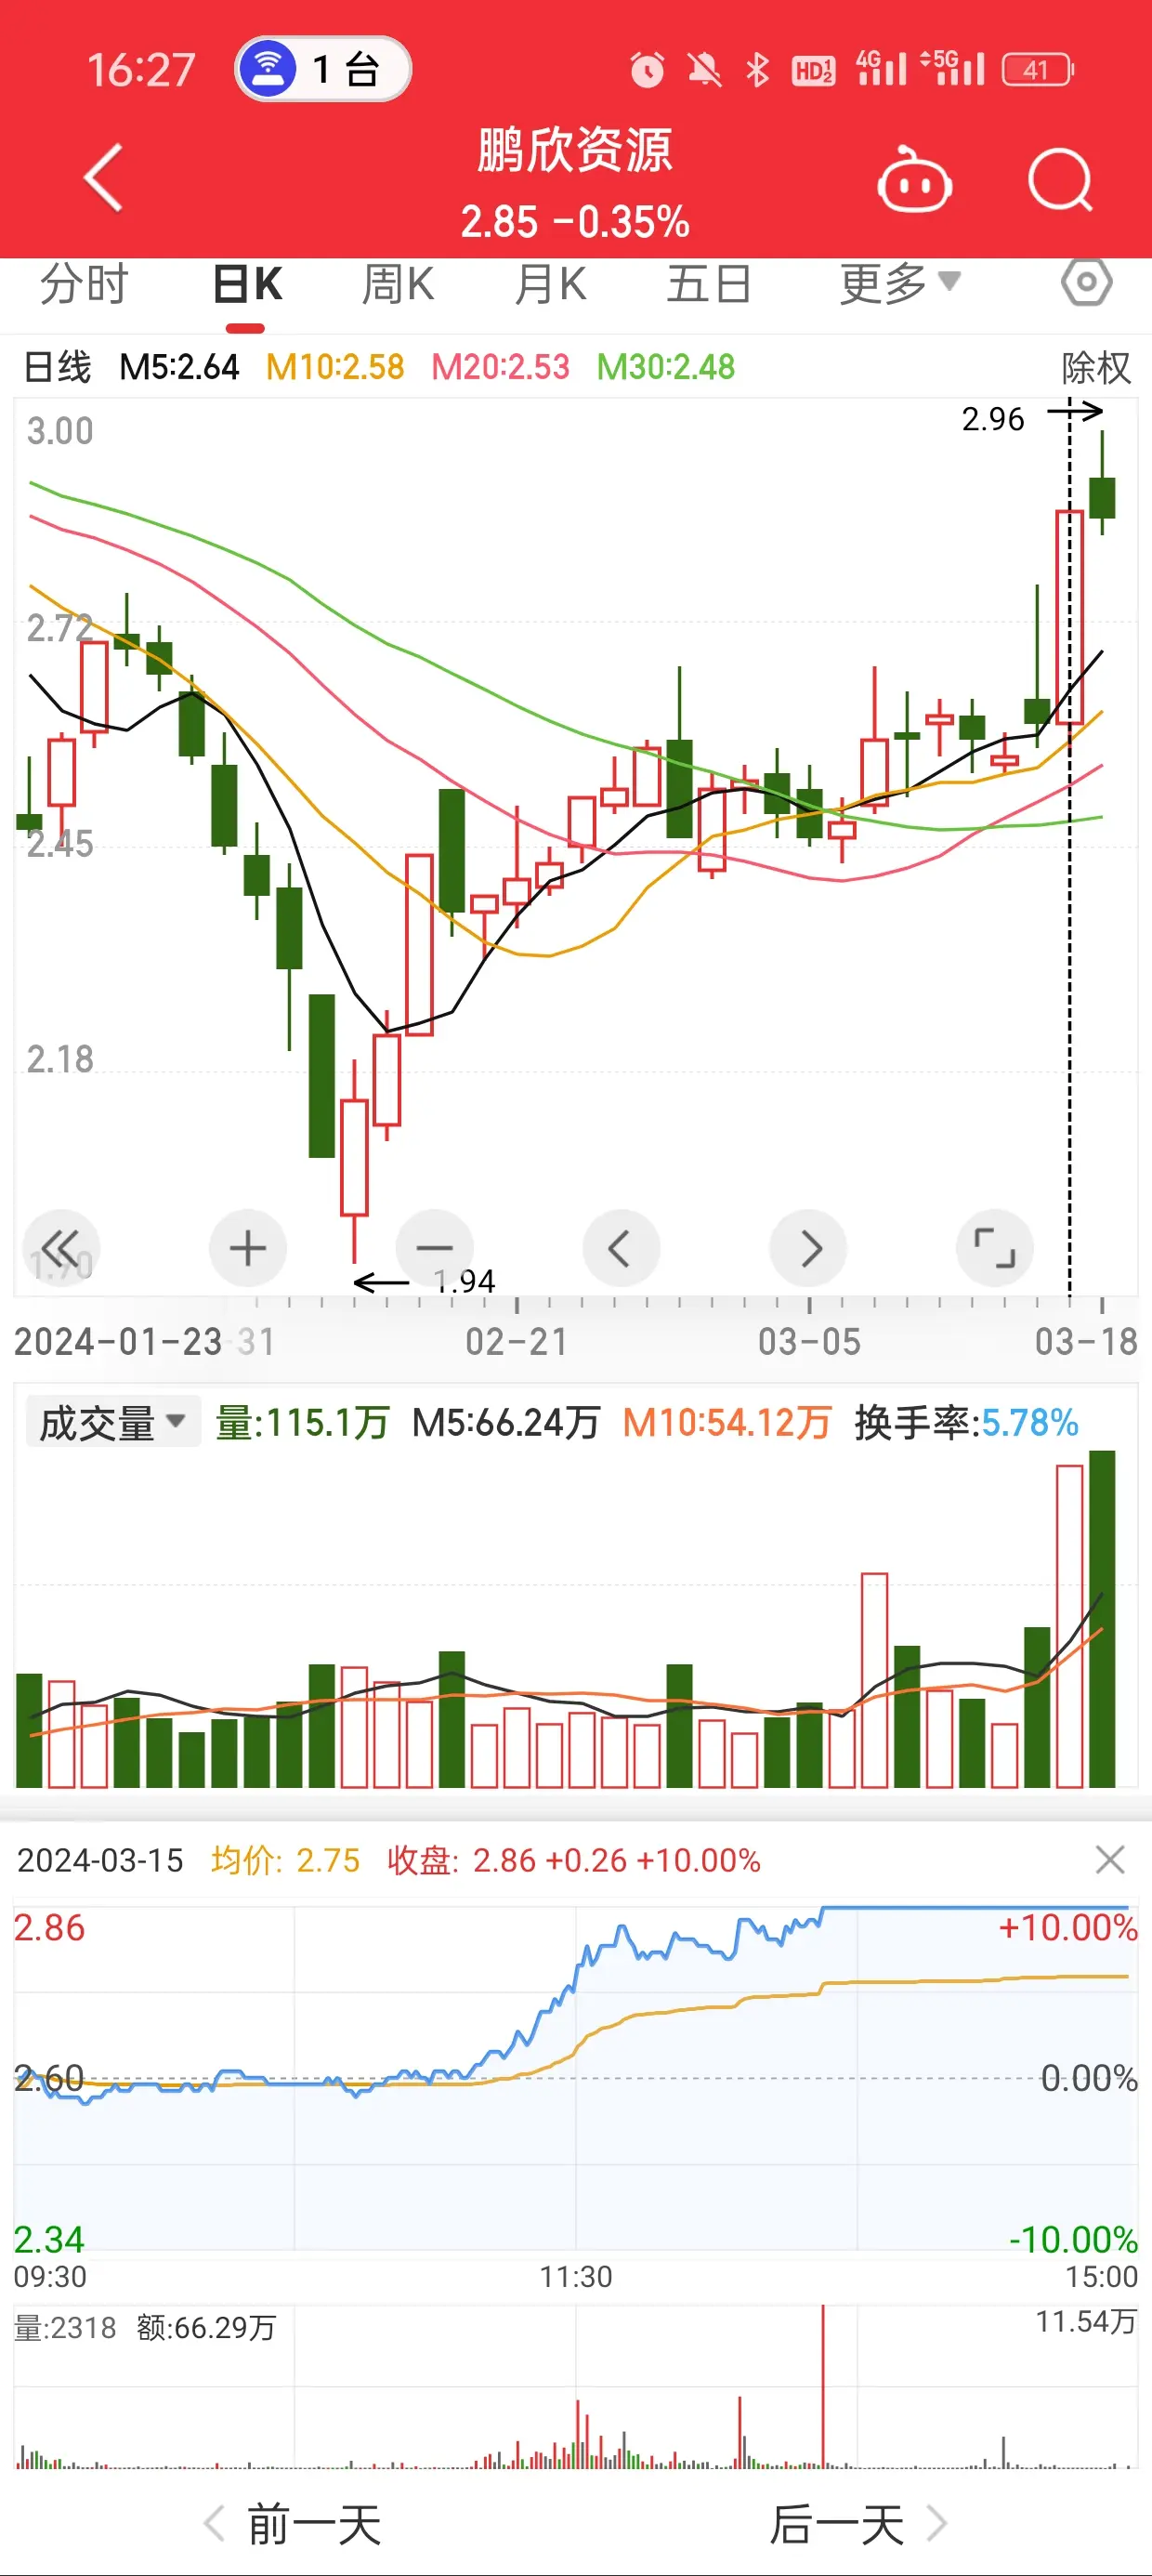 16:27 1 台 HD 1 2 4G 5G 41
鹏欣资源
2.85 -0.35%
分时 日K 周K 月K 五日 更多
日线 M5:2.64 M10:2.58 M20:2.53 M30:2.48 除权
2.96
3.00
2.72
2.45
2.18
1.70
1.94
2024-01-23 31 02-21 03-05 03-18
成交量 量:115.1万 M5:66.24万 M10:54.12万 换手率:5.78%
2024-03-15 均价: 2.75 收盘: 2.86 +0.26 +10.00%
2.86 +10.00%
2.60 0.00%
2.34 -10.00%
09:30 11:30 15:00
量:2318 额:66.29万 11.54万
前一天 后一天